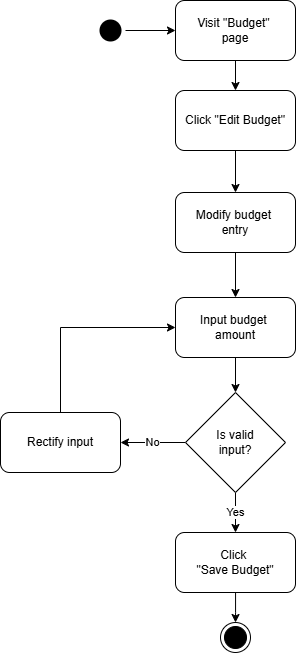 Visit "Budget"
page
Click "Edit Budget"
Modify budget
entry
Input budget
amount
Is valid
input?
No
Rectify input
Yes
Click
"Save Budget"